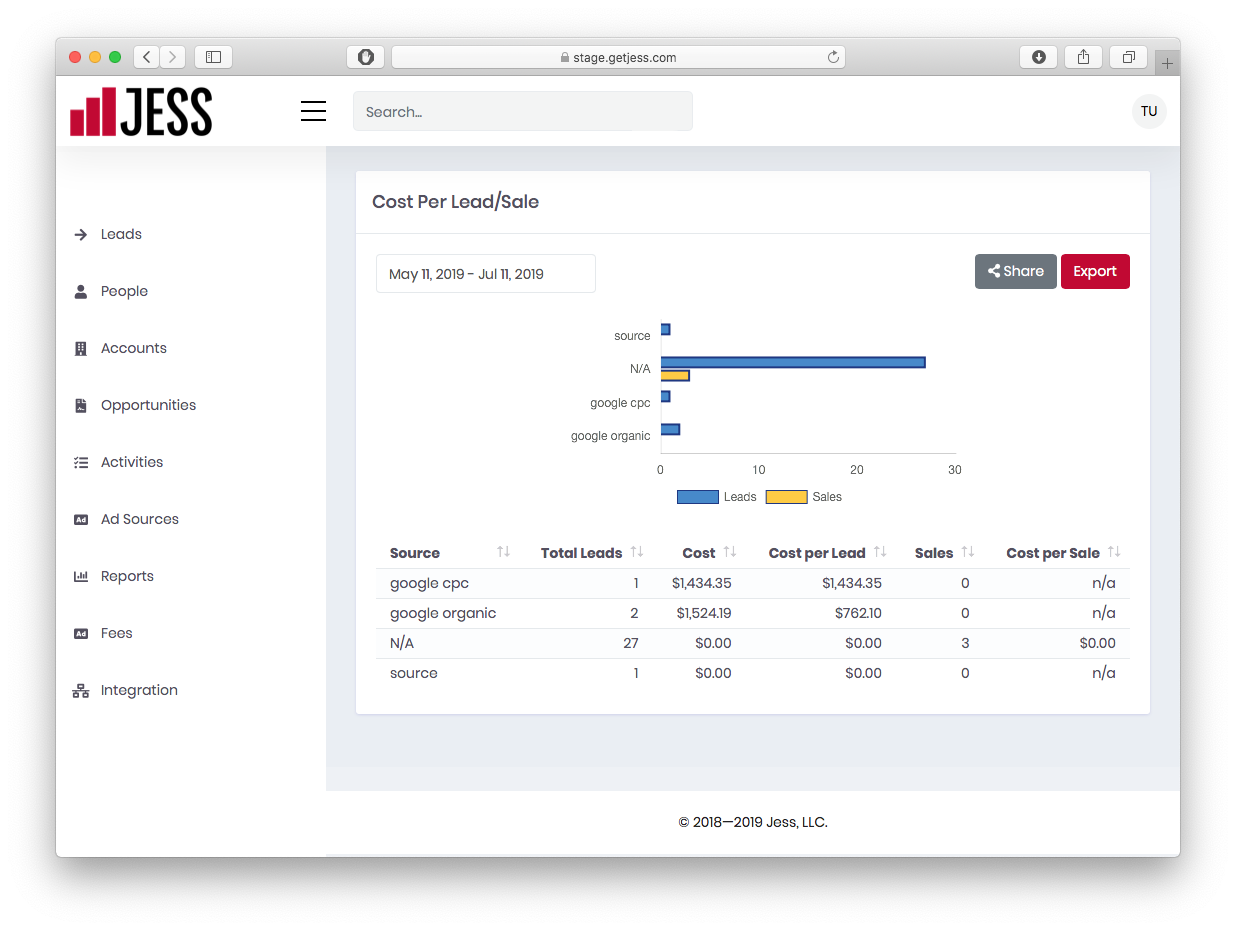 stage.getjess.com
JESS
Search...
TU
Leads
People
Accounts
Opportunities
Activities
Ad Ad Sources
Reports
Ad Fees
Integration
Cost Per Lead/Sale
May 11, 2019 - Jul 11, 2019
Share Export
source
N/A
google cpc
google organic
0 10 20 30
Leads Sales
Source Total Leads Cost Cost per Lead Sales Cost per Sale
google cpc 1 $1,434.35 $1,434.35 0 n/a
google organic 2 $1,524.19 $762.10 0 n/a
N/A 27 $0.00 $0.00 3 $0.00
source 1 $0.00 $0.00 0 n/a
© 2018—2019 Jess, LLC.